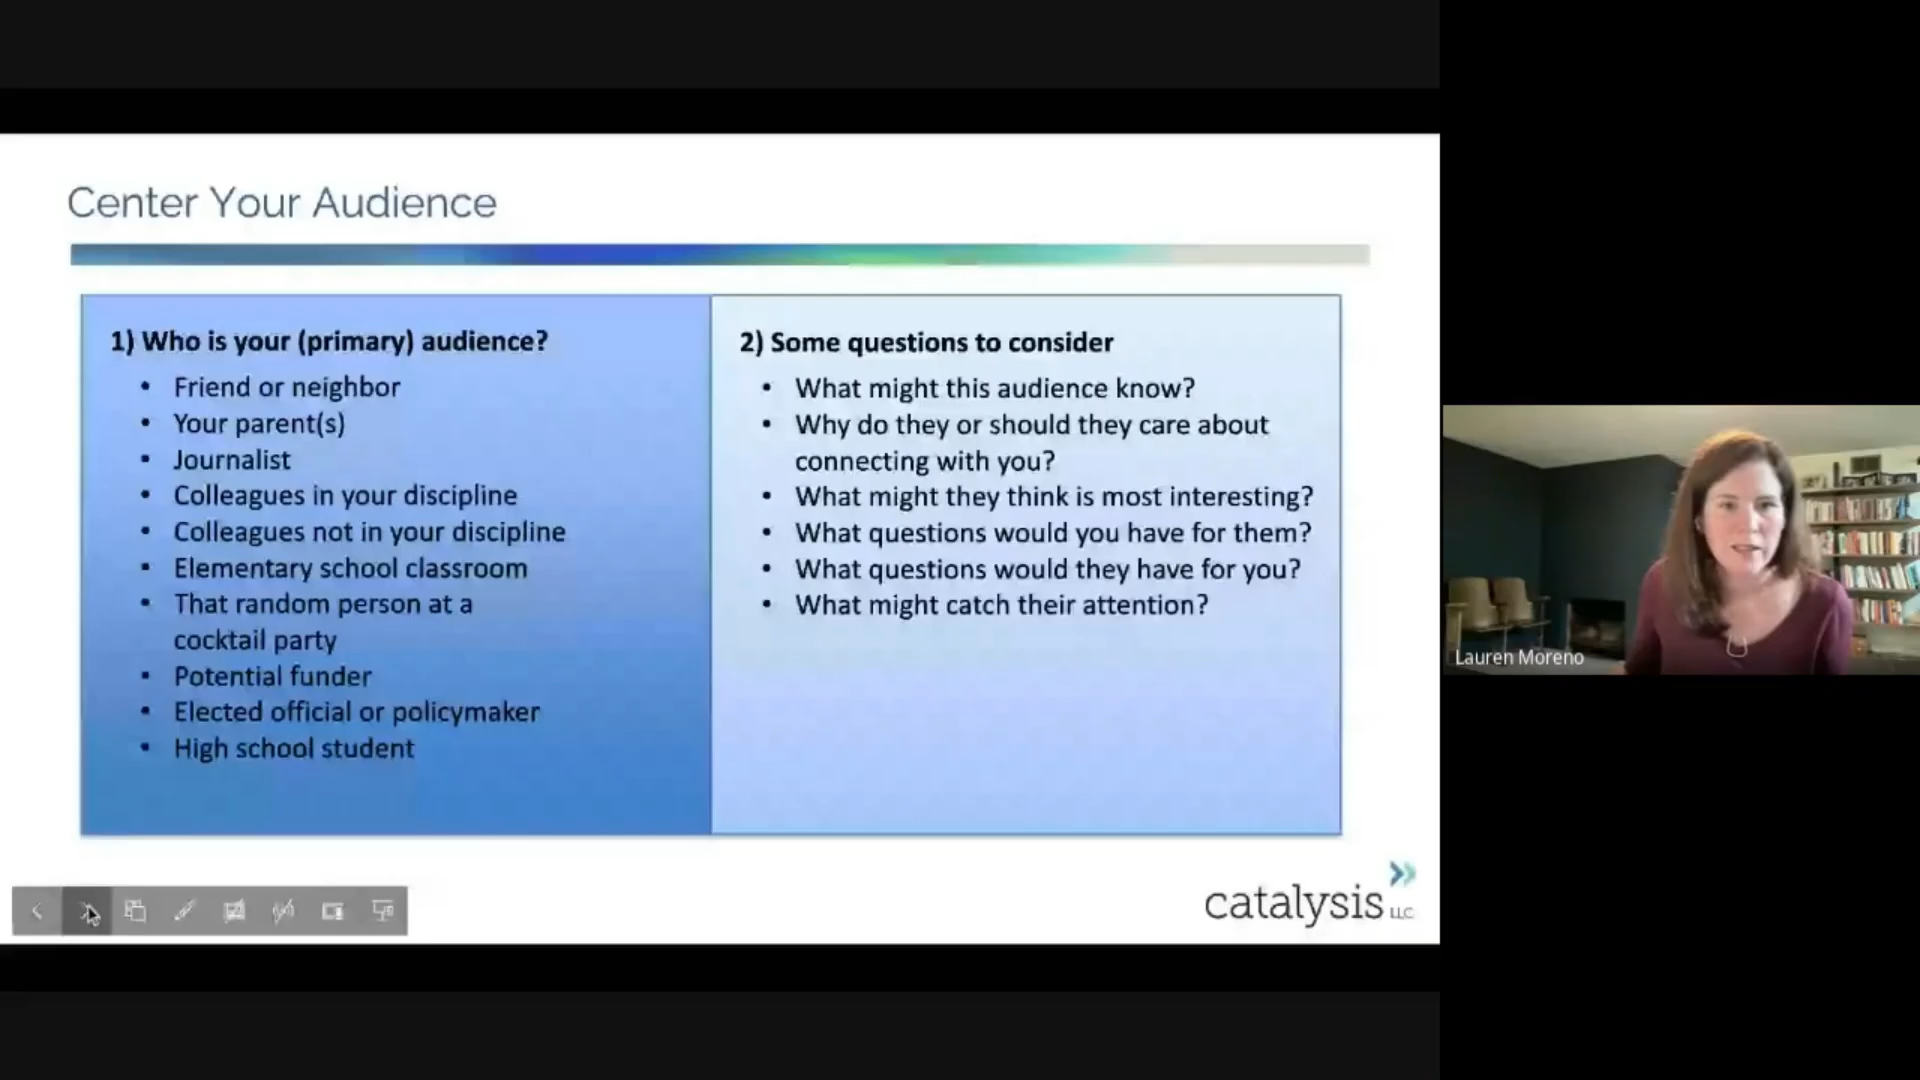 Center Your Audience
1) Who is your (primary) audience?
• Friend or neighbor
• Your parent(s)
• Journalist
• Colleagues in your discipline
• Colleagues not in your discipline
• Elementary school classroom
• That random person at a
cocktail party
• Potential funder
• Elected official or policymaker
• High school student
2) Some questions to consider
• What might this audience know?
• Why do they or should they care about
connecting with you?
• What might they think is most interesting?
• What questions would you have for them?
• What questions would they have for you?
• What might catch their attention?
catalysis LLC
Lauren Moreno